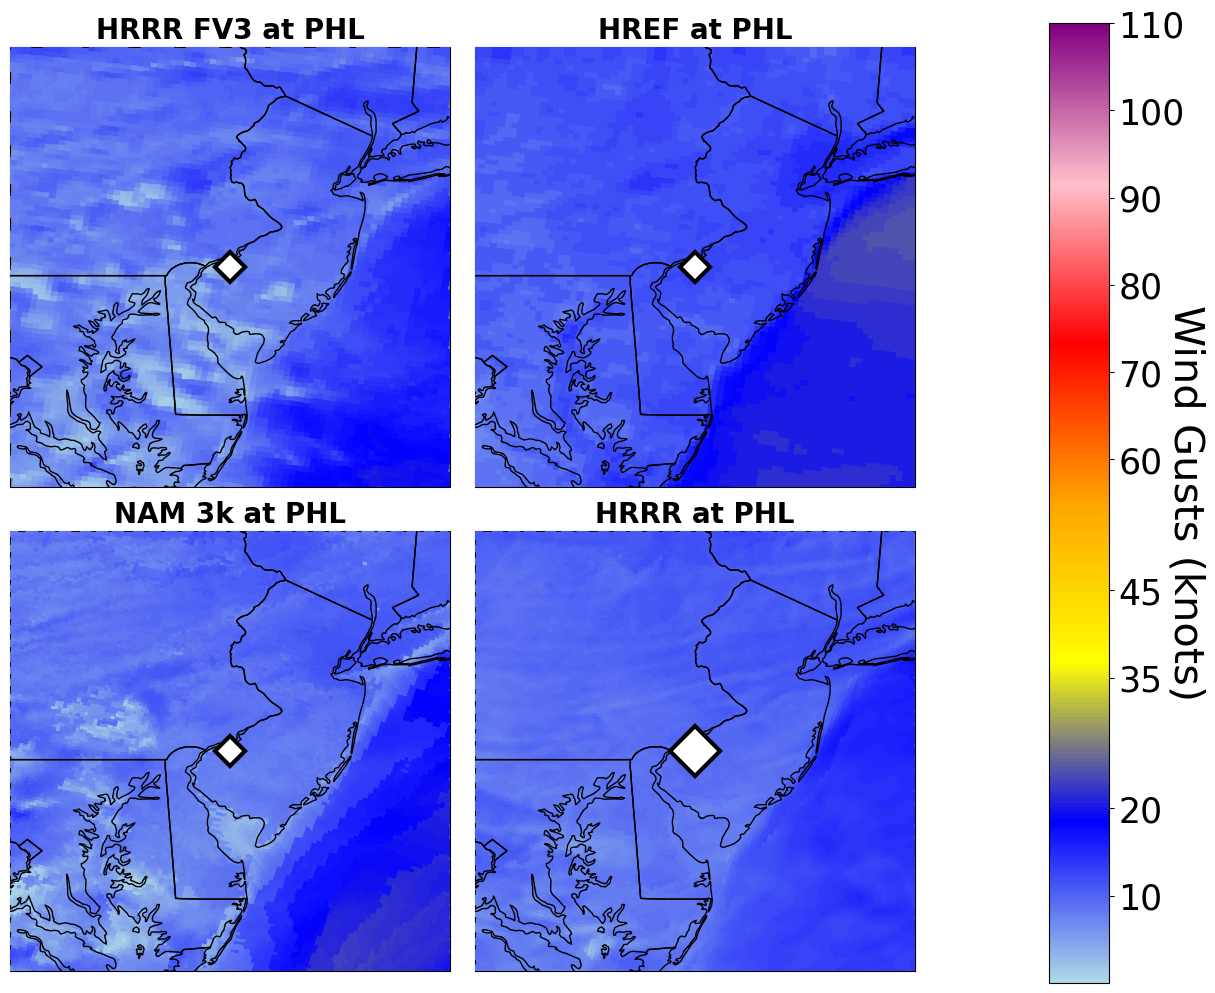 HRRR FV3 at PHL
HREF at PHL
NAM 3k at PHL
HRRR at PHL
110
100
90
80
70
60
45
35
20
10
Wind Gusts (knots)